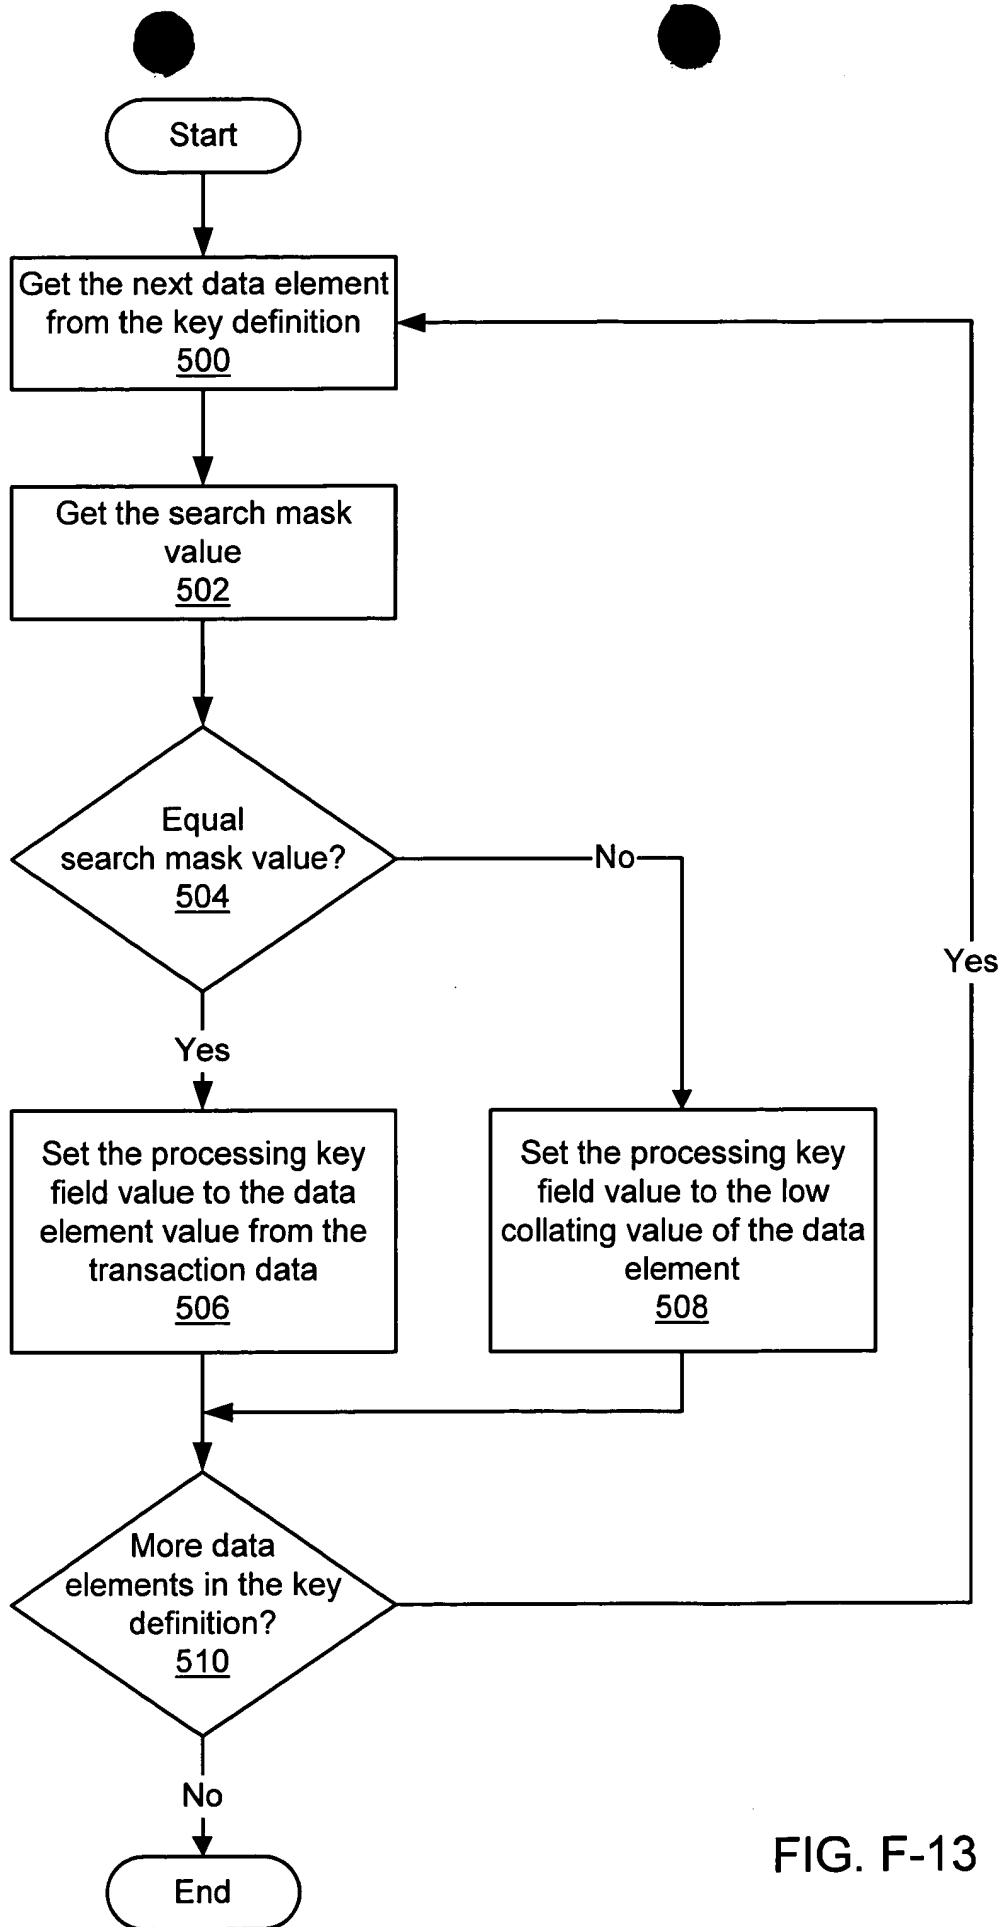 Start
Get the next data element
from the key definition
500
Get the search mask
value
502
Equal
search mask value?
504
No
Yes
Yes
Set the processing key
field value to the data
element value from the
transaction data
506
Set the processing key
field value to the low
collating value of the data
element
508
More data
elements in the key
definition?
510
No
End
FIG. F-13